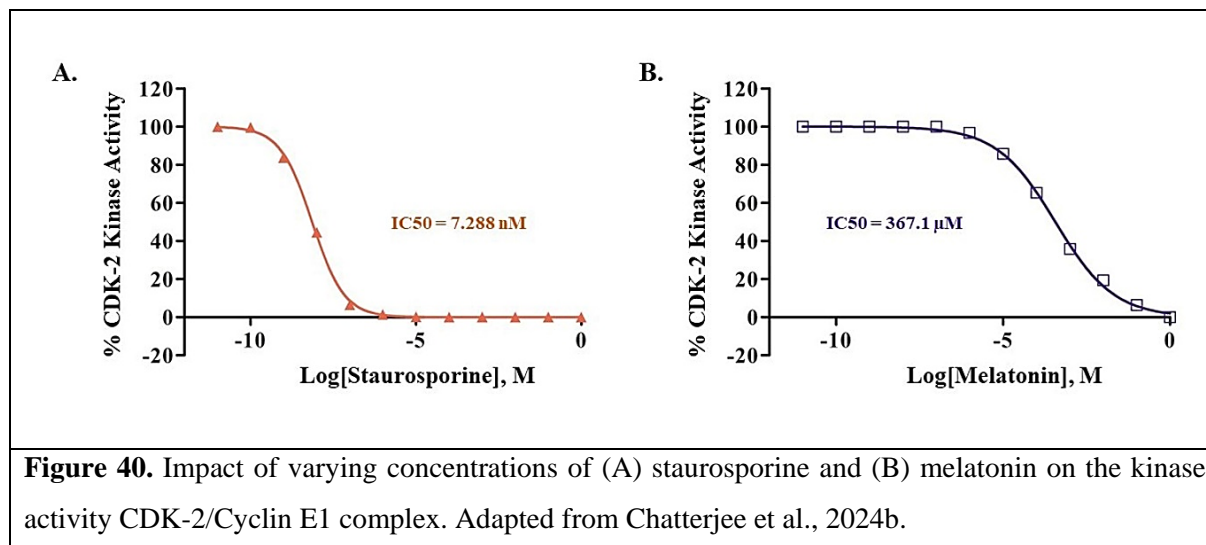 A.
B.
% CDK-2 Kinase Activity
120
100
80
60
40
20
0
-20
-10
-5
0
IC50 = 7.288 nM
Log[Staurosporine], M
% CDK-2 Kinase Activity
120
100
80
60
40
20
0
-20
-10
-5
0
IC50 = 367.1 µM
Log[Melatonin], M
Figure 40. Impact of varying concentrations of (A) staurosporine and (B) melatonin on the kinase
activity CDK-2/Cyclin E1 complex. Adapted from Chatterjee et al., 2024b.